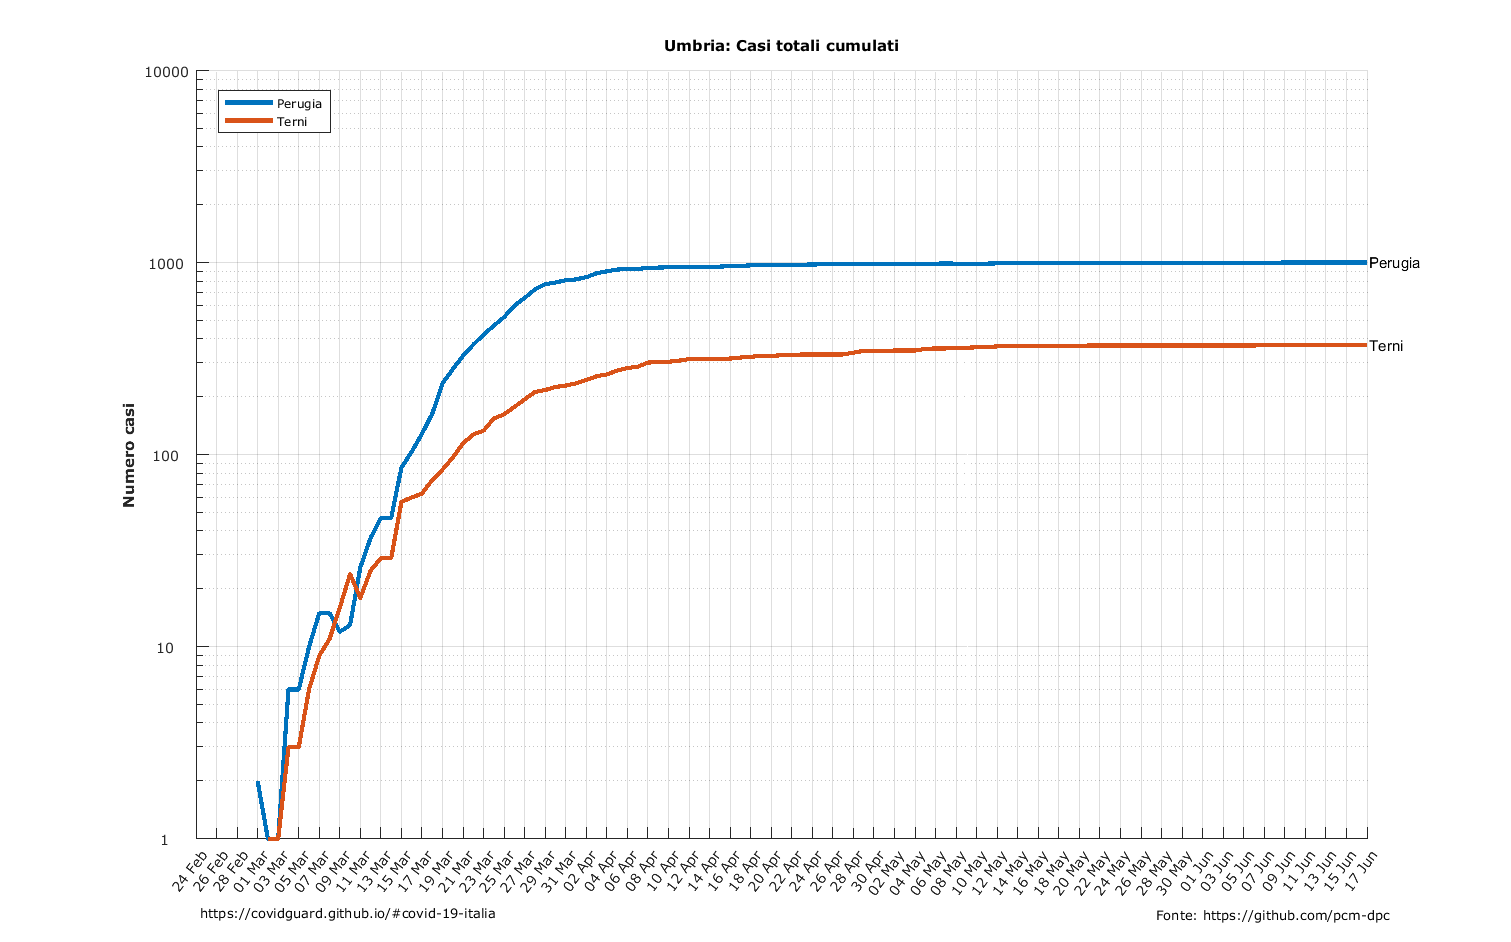 Umbria: Casi totali cumulati
Perugia
Terni
Numero casi
10000
1000
100
10
1
Perugia
Terni
24 Feb
26 Feb
28 Feb
01 Mar
03 Mar
05 Mar
07 Mar
09 Mar
11 Mar
13 Mar
15 Mar
17 Mar
19 Mar
21 Mar
23 Mar
25 Mar
27 Mar
29 Mar
31 Mar
02 Apr
04 Apr
06 Apr
08 Apr
10 Apr
12 Apr
14 Apr
16 Apr
18 Apr
20 Apr
22 Apr
24 Apr
26 Apr
28 Apr
30 Apr
02 May
04 May
06 May
08 May
10 May
12 May
14 May
16 May
18 May
20 May
22 May
24 May
26 May
28 May
30 May
01 Jun
03 Jun
05 Jun
07 Jun
09 Jun
11 Jun
13 Jun
15 Jun
17 Jun
https://covidguard.github.io/#covid-19-italia
Fonte: https://github.com/pcm-dpc